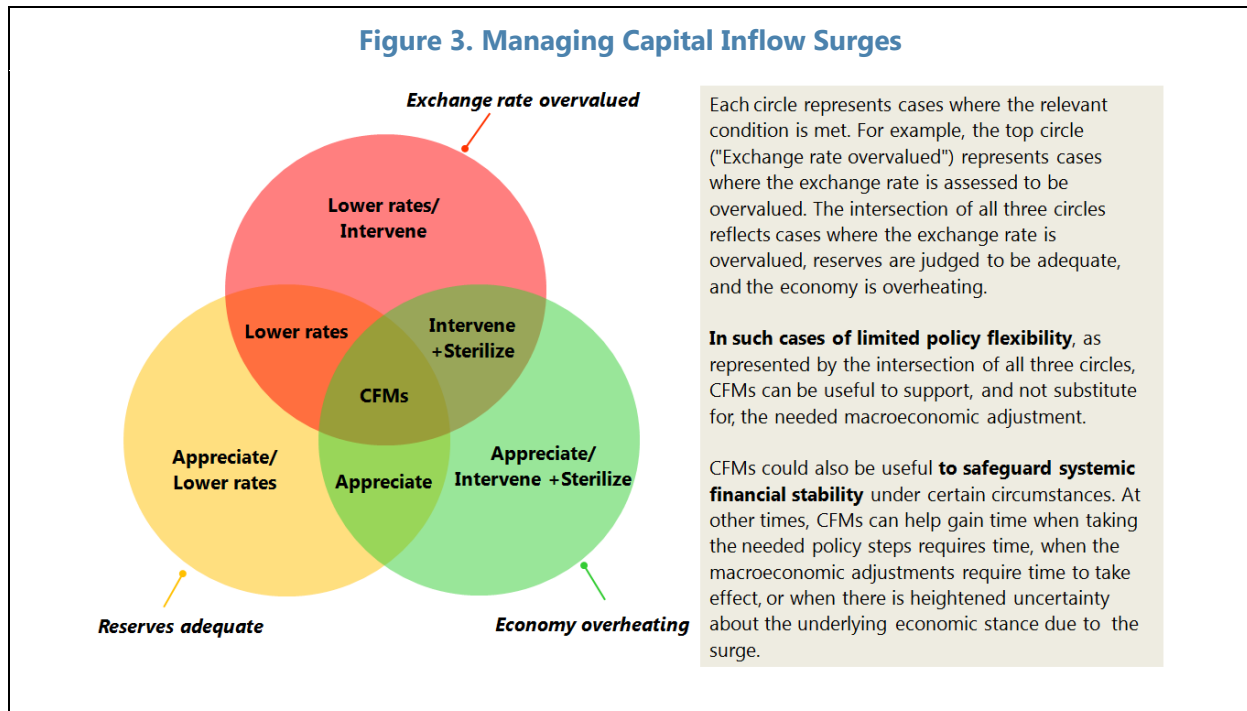 Figure 3. Managing Capital Inflow Surges
Exchange rate overvalued
Lower rates/
Intervene
Lower rates
Intervene
+Sterilize
CFMs
Appreciate/
Lower rates
Appreciate
Appreciate/
Intervene +Sterilize
Reserves adequate
Economy overheating
Each circle represents cases where the relevant
condition is met. For example, the top circle
("Exchange rate overvalued") represents cases
where the exchange rate is assessed to be
overvalued. The intersection of all three circles
reflects cases where the exchange rate is
overvalued, reserves are judged to be adequate,
and the economy is overheating.
In such cases of limited policy flexibility, as
represented by the intersection of all three circles,
CFMs can be useful to support, and not substitute
for, the needed macroeconomic adjustment.
CFMs could also be useful to safeguard systemic
financial stability under certain circumstances. At
other times, CFMs can help gain time when taking
the needed policy steps requires time, when the
macroeconomic adjustments require time to take
effect, or when there is heightened uncertainty
about the underlying economic stance due to the
surge.